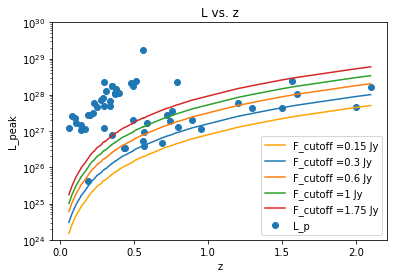 L vs. z
10^30
10^29
10^28
10^27
10^26
10^25
10^24
L_peak
0.0 0.5 1.0 1.5 2.0
z
F_cutoff =0.15 Jy
F_cutoff =0.3 Jy
F_cutoff =0.6 Jy
F_cutoff =1 Jy
F_cutoff =1.75 Jy
L_p